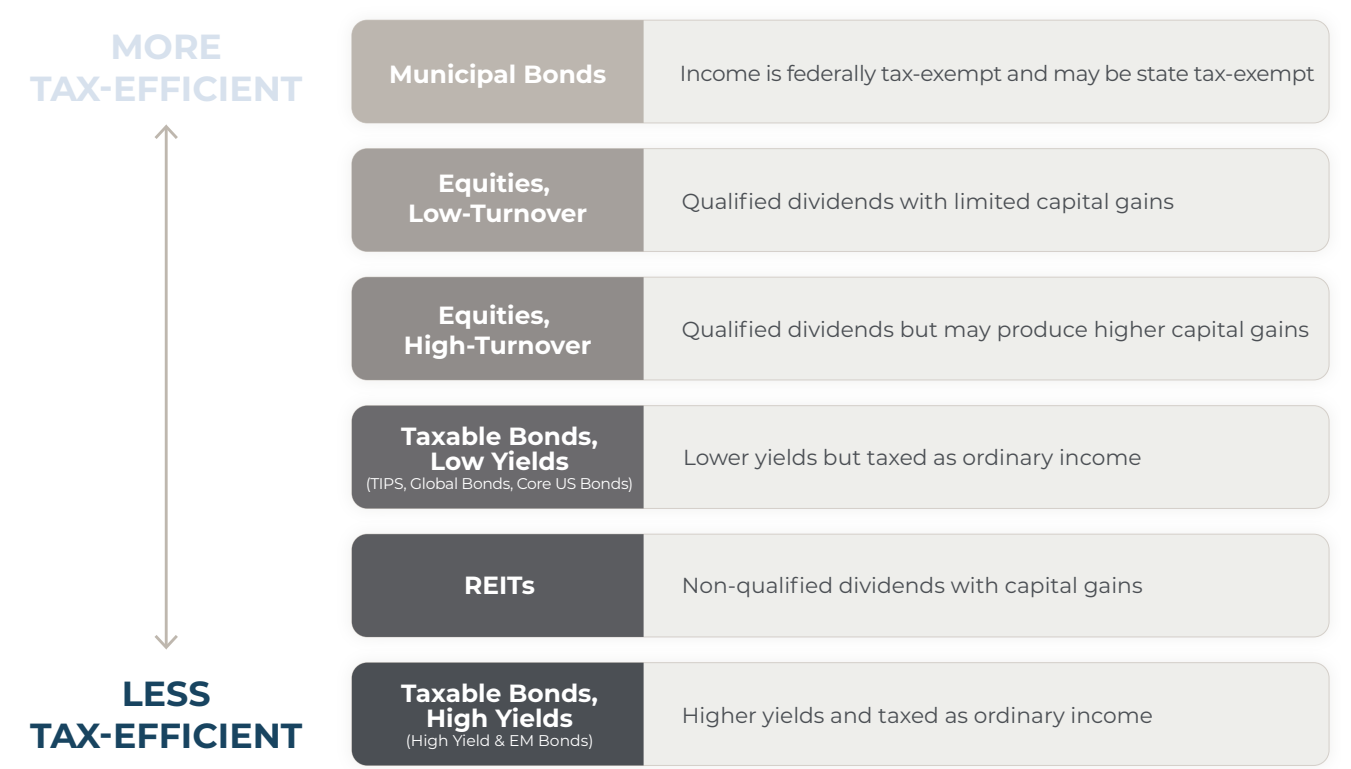 MORE
TAX-EFFICIENT
Municipal Bonds
Income is federally tax-exempt and may be state tax-exempt
Equities,
Low-Turnover
Qualified dividends with limited capital gains
Equities,
High-Turnover
Qualified dividends but may produce higher capital gains
Taxable Bonds,
Low Yields
(TIPS, Global Bonds, Core US Bonds)
Lower yields but taxed as ordinary income
REITs
Non-qualified dividends with capital gains
LESS
TAX-EFFICIENT
Taxable Bonds,
High Yields
(High Yield & EM Bonds)
Higher yields and taxed as ordinary income